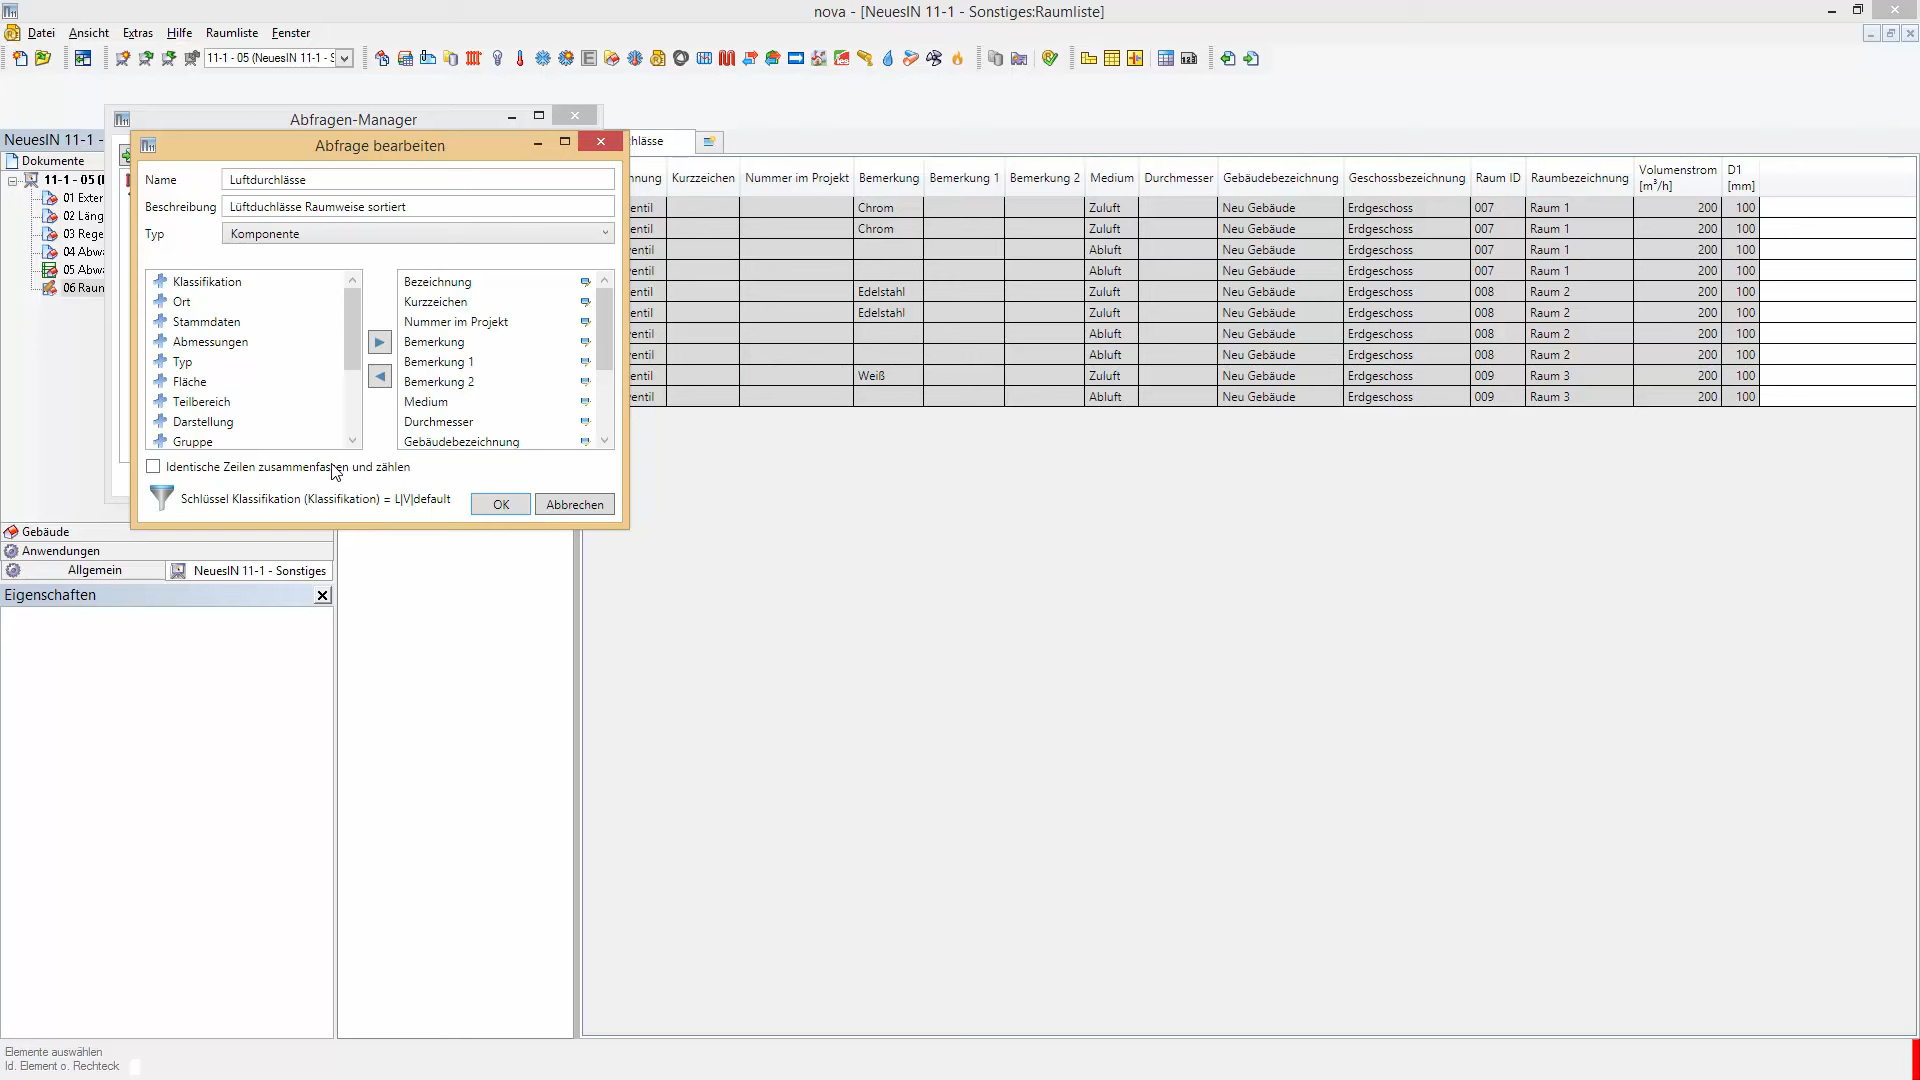 nova - [NeuesIN 11-1 - Sonstiges:Raumliste]
Datei Ansicht Extras Hilfe Raumliste Fenster
11-1 - 05 (NeuesIN 11-1 - S
Abfragen-Manager
NeuesIN 11-1 -
Dokumente
11-1 - 05 (I
01 Exter
02 Läng
03 Rege
04 Abwa
05 Abwa
06 Raun
Abfrage bearbeiten
Name Luftdurchlässe
Beschreibung Lüftduchlässe Raumweise sortiert
Typ Komponente
Klassifikation
Ort
Stammdaten
Abmessungen
Typ
Fläche
Teilbereich
Darstellung
Gruppe
Bezeichnung
Kurzzeichen
Nummer im Projekt
Bemerkung
Bemerkung 1
Bemerkung 2
Medium
Durchmesser
Gebäudebezeichnung
Identische Zeilen zusammenfassen und zählen
Schlüssel Klassifikation (Klassifikation) = L|V|default
OK Abbrechen
hlässe
nnung Kurzzeichen Nummer im Projekt Bemerkung Bemerkung 1 Bemerkung 2 Medium Durchmesser Gebäudebezeichnung Geschossbezeichnung Raum ID Raumbezeichnung Volumenstrom [m³/h] D1 [mm]
entil Chrom Zuluft Neu Gebäude Erdgeschoss 007 Raum 1 200 100
entil Chrom Zuluft Neu Gebäude Erdgeschoss 007 Raum 1 200 100
ventil Abluft Neu Gebäude Erdgeschoss 007 Raum 1 200 100
ventil Abluft Neu Gebäude Erdgeschoss 007 Raum 1 200 100
entil Edelstahl Zuluft Neu Gebäude Erdgeschoss 008 Raum 2 200 100
entil Edelstahl Zuluft Neu Gebäude Erdgeschoss 008 Raum 2 200 100
ventil Abluft Neu Gebäude Erdgeschoss 008 Raum 2 200 100
ventil Abluft Neu Gebäude Erdgeschoss 008 Raum 2 200 100
entil Weiß Zuluft Neu Gebäude Erdgeschoss 009 Raum 3 200 100
ventil Abluft Neu Gebäude Erdgeschoss 009 Raum 3 200 100
Gebäude
Anwendungen
Allgemein NeuesIN 11-1 - Sonstiges
Eigenschaften
Elemente auswählen
Id. Element o. Rechteck